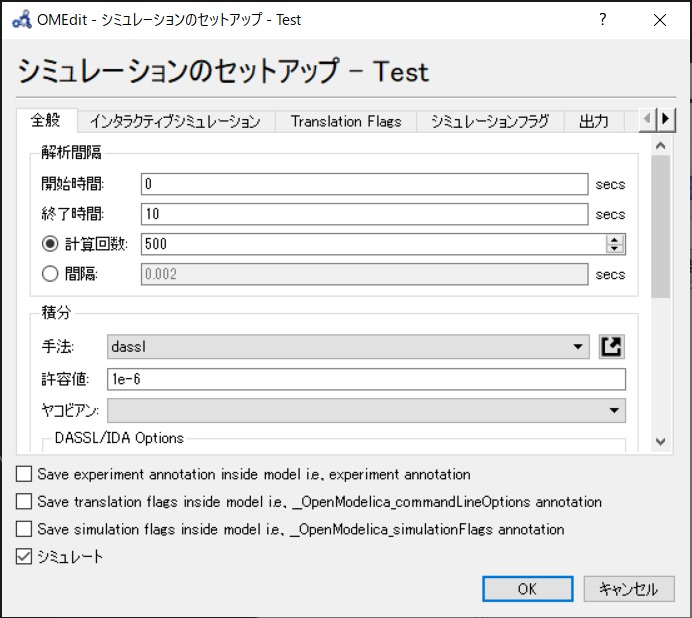 OMEdit - シミュレーションのセットアップ - Test
シミュレーションのセットアップ - Test
全般 インタラクティブシミュレーション Translation Flags シミュレーションフラグ 出力
解析間隔
開始時間: 0 secs
終了時間: 10 secs
計算回数: 500
間隔: 0.002 secs
積分
手法: dassl
許容値: 1e-6
ヤコビアン:
DASSL/IDA Options
Save experiment annotation inside model i.e., experiment annotation
Save translation flags inside model i.e., __OpenModelica_commandLineOptions annotation
Save simulation flags inside model i.e., __OpenModelica_simulationFlags annotation
シミュレート
OK キャンセル